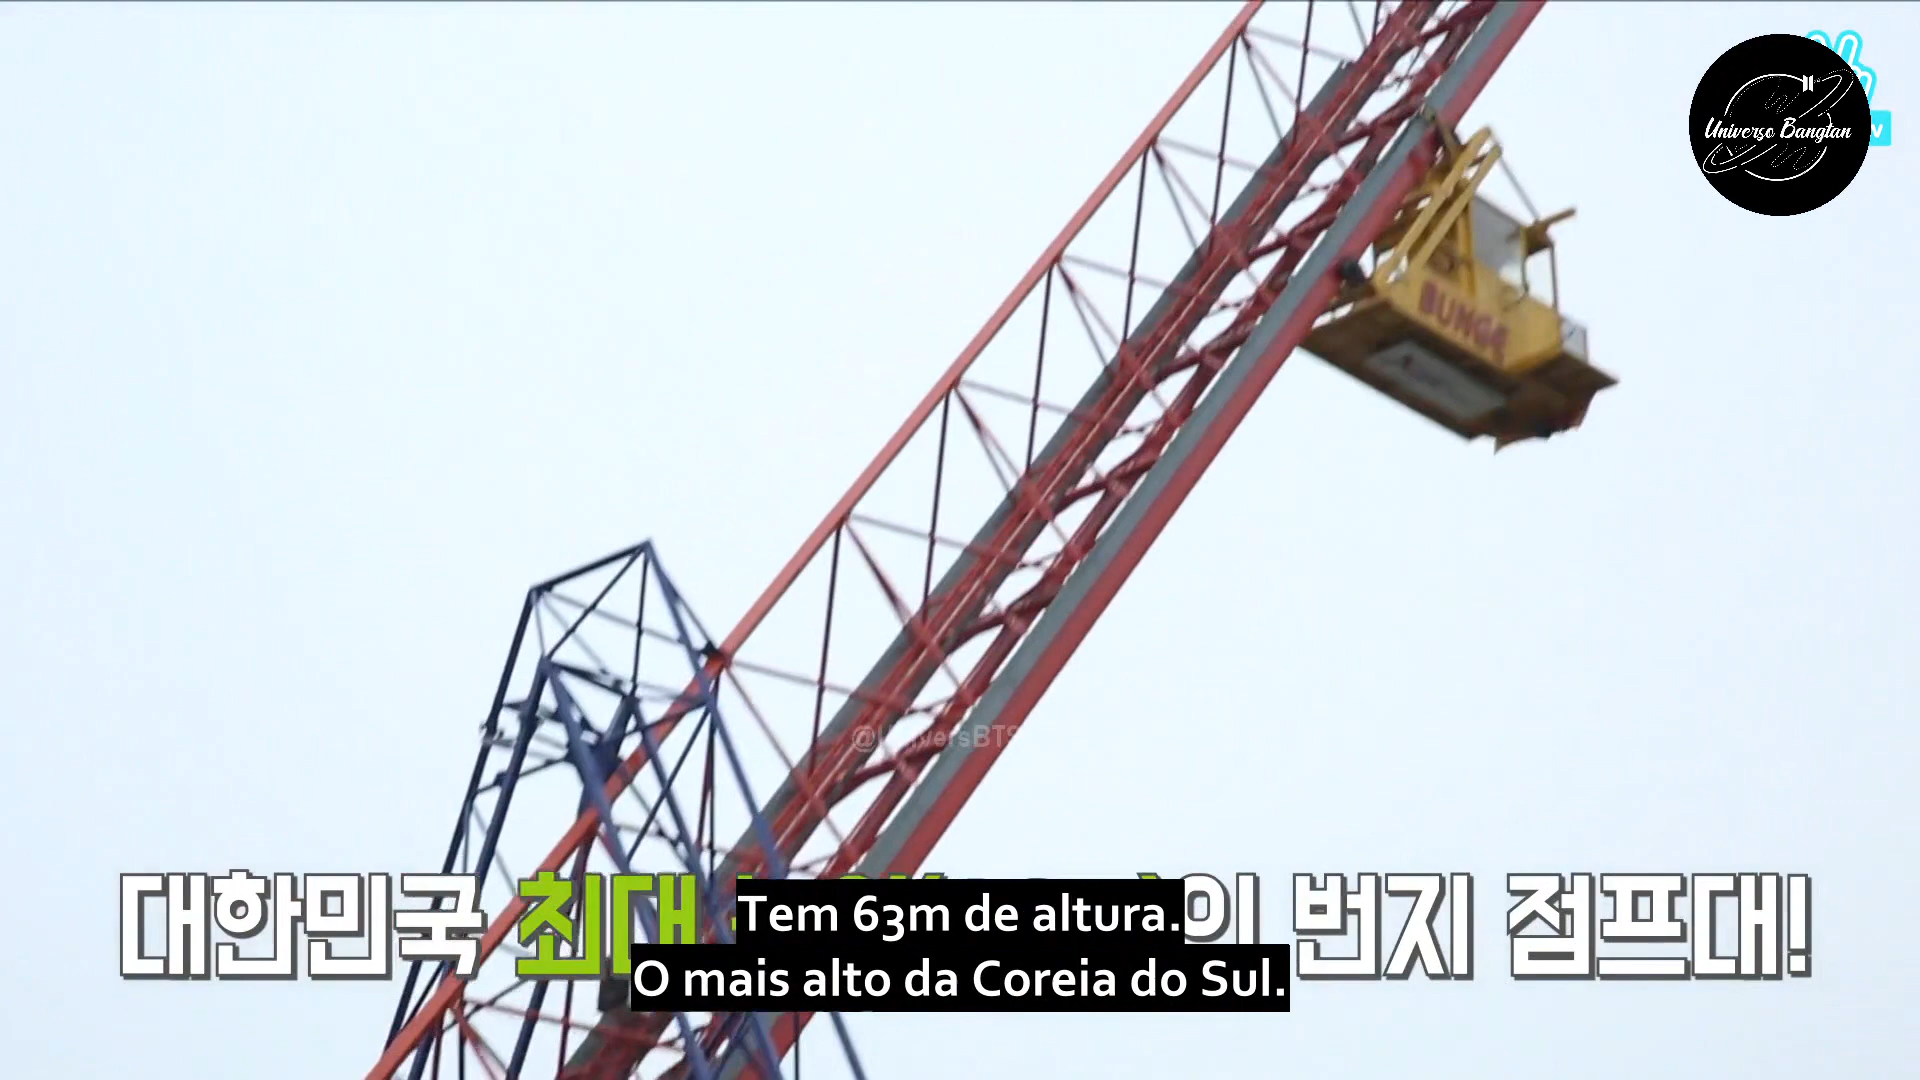 Universo Bangtan
BUNGE
대한민국 최대
이 번지 점프대!
Tem 63m de altura.
O mais alto da Coreia do Sul.